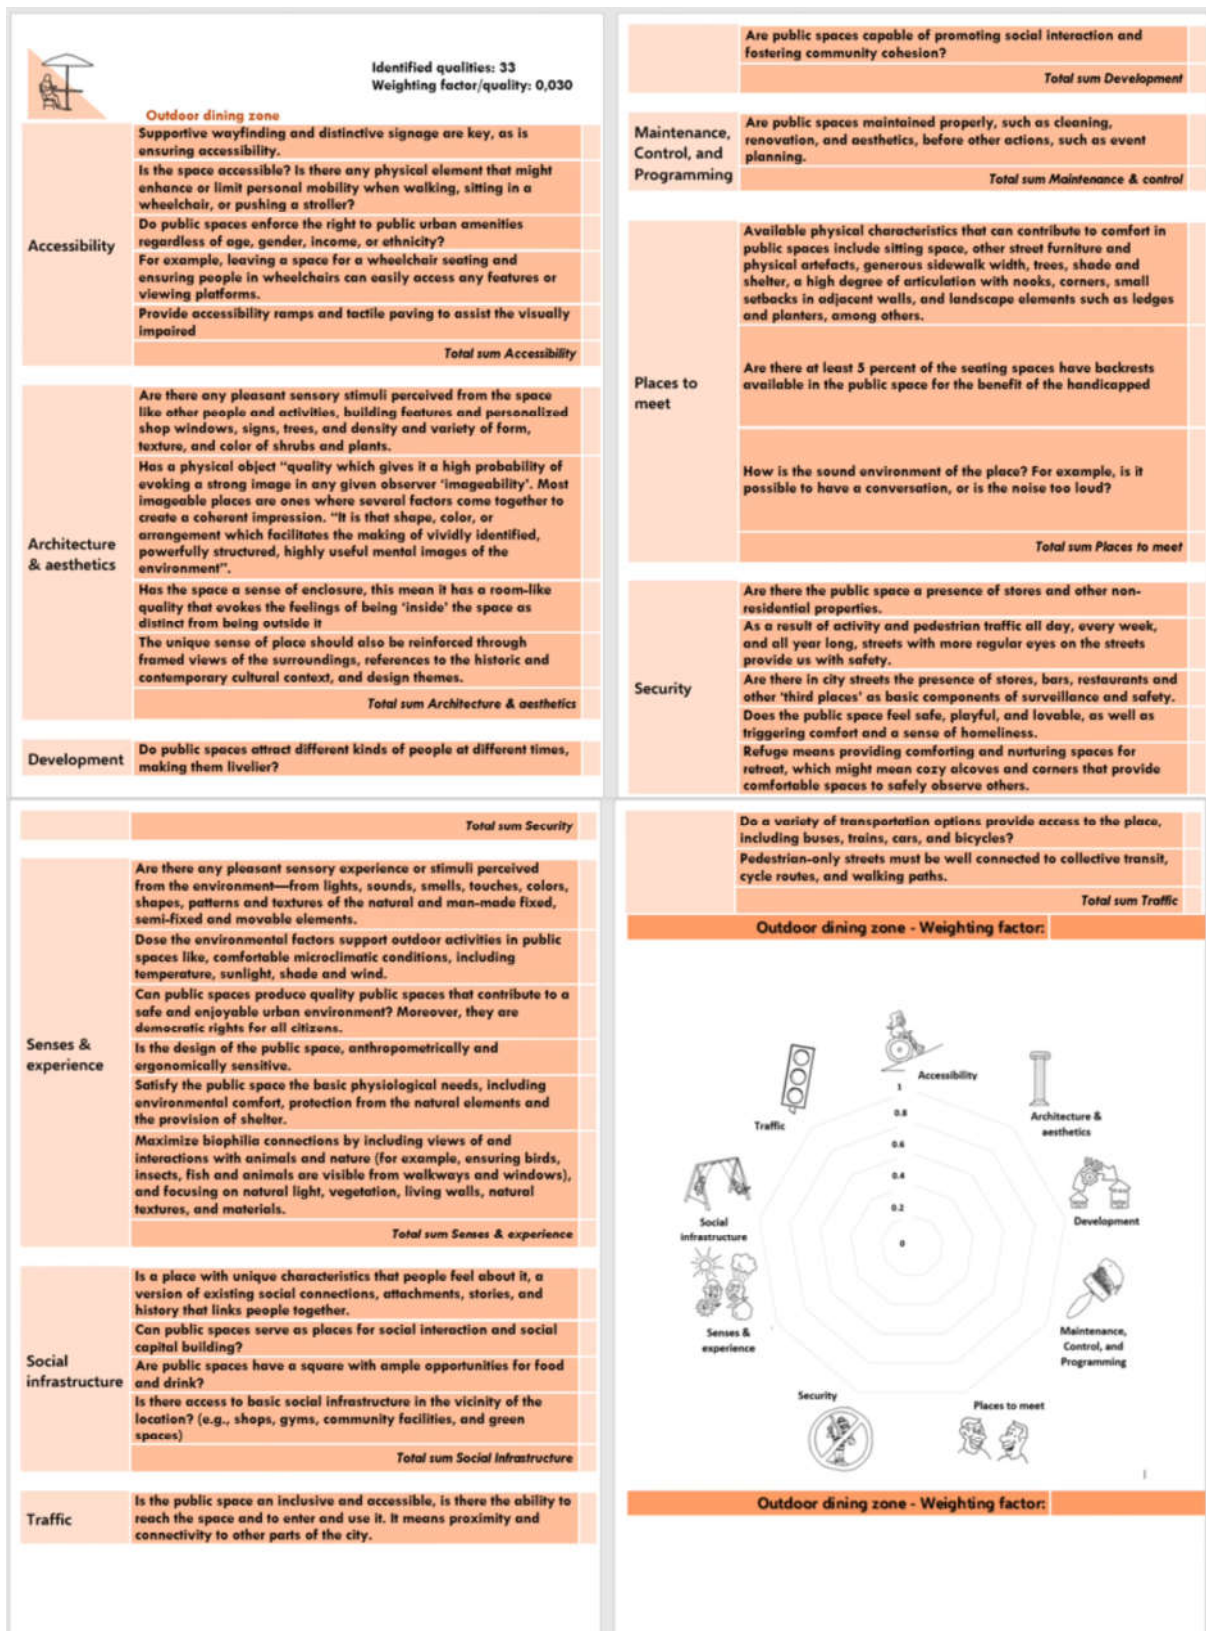 Identified qualities: 33
Weighting factor/quality: 0,030
Outdoor dining zone
Accessibility
Supportive wayfinding and distinctive signage are key, as is
ensuring accessibility.
Is the space accessible? Is there any physical element that might
enhance or limit personal mobility when walking, sitting in a
wheelchair, or pushing a stroller?
Do public spaces enforce the right to public urban amenities
regardless of age, gender, income, or ethnicity?
For example, leaving a space for a wheelchair seating and
ensuring people in wheelchairs can easily access any features or
viewing platforms.
Provide accessibility ramps and tactile paving to assist the visually
impaired
Total sum Accessibility
Architecture
& aesthetics
Are there any pleasant sensory stimuli perceived from the space
like other people and activities, building features and personalized
shop windows, signs, trees, and density and variety of form,
texture, and color of shrubs and plants.
Has a physical object “quality which gives it a high probability of
evoking a strong image in any given observer ‘imageability’. Most
imageable places are ones where several factors come together to
create a coherent impression. “It is that shape, color, or
arrangement which facilitates the making of vividly identified,
powerfully structured, highly useful mental images of the
environment”.
Has the space a sense of enclosure, this mean it has a room-like
quality that evokes the feelings of being ‘inside’ the space as
distinct from being outside it
The unique sense of place should also be reinforced through
framed views of the surroundings, references to the historic and
contemporary cultural context, and design themes.
Total sum Architecture & aesthetics
Development
Do public spaces attract different kinds of people at different times,
making them livelier?
Are public spaces capable of promoting social interaction and
fostering community cohesion?
Total sum Development
Maintenance,
Control, and
Programming
Are public spaces maintained properly, such as cleaning,
renovation, and aesthetics, before other actions, such as event
planning.
Total sum Maintenance & control
Places to
meet
Available physical characteristics that can contribute to comfort in
public spaces include sitting space, other street furniture and
physical artefacts, generous sidewalk width, trees, shade and
shelter, a high degree of articulation with nooks, corners, small
setbacks in adjacent walls, and landscape elements such as ledges
and planters, among others.
Are there at least 5 percent of the seating spaces have backrests
available in the public space for the benefit of the handicapped
How is the sound environment of the place? For example, is it
possible to have a conversation, or is the noise too loud?
Total sum Places to meet
Security
Are there the public space a presence of stores and other non-
residential properties.
As a result of activity and pedestrian traffic all day, every week,
and all year long, streets with more regular eyes on the streets
provide us with safety.
Are there in city streets the presence of stores, bars, restaurants and
other ‘third places’ as basic components of surveillance and safety.
Does the public space feel safe, playful, and lovable, as well as
triggering comfort and a sense of homeliness.
Refuge means providing comforting and nurturing spaces for
retreat, which might mean cozy alcoves and corners that provide
comfortable spaces to safely observe others.
Total sum Security
Senses &
experience
Are there any pleasant sensory experience or stimuli perceived
from the environment—from lights, sounds, smells, touches, colors,
shapes, patterns and textures of the natural and man-made fixed,
semi-fixed and movable elements.
Dose the environmental factors support outdoor activities in public
spaces like, comfortable microclimatic conditions, including
temperature, sunlight, shade and wind.
Can public spaces produce quality public spaces that contribute to a
safe and enjoyable urban environment? Moreover, they are
democratic rights for all citizens.
Is the design of the public space, anthropometrically and
ergonomically sensitive.
Satisfy the public space the basic physiological needs, including
environmental comfort, protection from the natural elements and
the provision of shelter.
Maximize biophilia connections by including views of and
interactions with animals and nature (for example, ensuring birds,
insects, fish and animals are visible from walkways and windows),
and focusing on natural light, vegetation, living walls, natural
textures, and materials.
Total sum Senses & experience
Social
infrastructure
Is a place with unique characteristics that people feel about it, a
version of existing social connections, attachments, stories, and
history that links people together.
Can public spaces serve as places for social interaction and social
capital building?
Are public spaces have a square with ample opportunities for food
and drink?
Is there access to basic social infrastructure in the vicinity of the
location? (e.g., shops, gyms, community facilities, and green
spaces)
Total sum Social Infrastructure
Traffic
Is the public space an inclusive and accessible, is there the ability to
reach the space and to enter and use it. It means proximity and
connectivity to other parts of the city.
Do a variety of transportation options provide access to the place,
including buses, trains, cars, and bicycles?
Pedestrian-only streets must be well connected to collective transit,
cycle routes, and walking paths.
Total sum Traffic
Outdoor dining zone - Weighting factor:
Accessibility
1
0.8
0.6
0.4
0.2
0
Architecture &
aesthetics
Development
Maintenance,
Control, and
Programming
Places to meet
Security
Senses &
experience
Social
infrastructure
Traffic
Outdoor dining zone - Weighting factor: